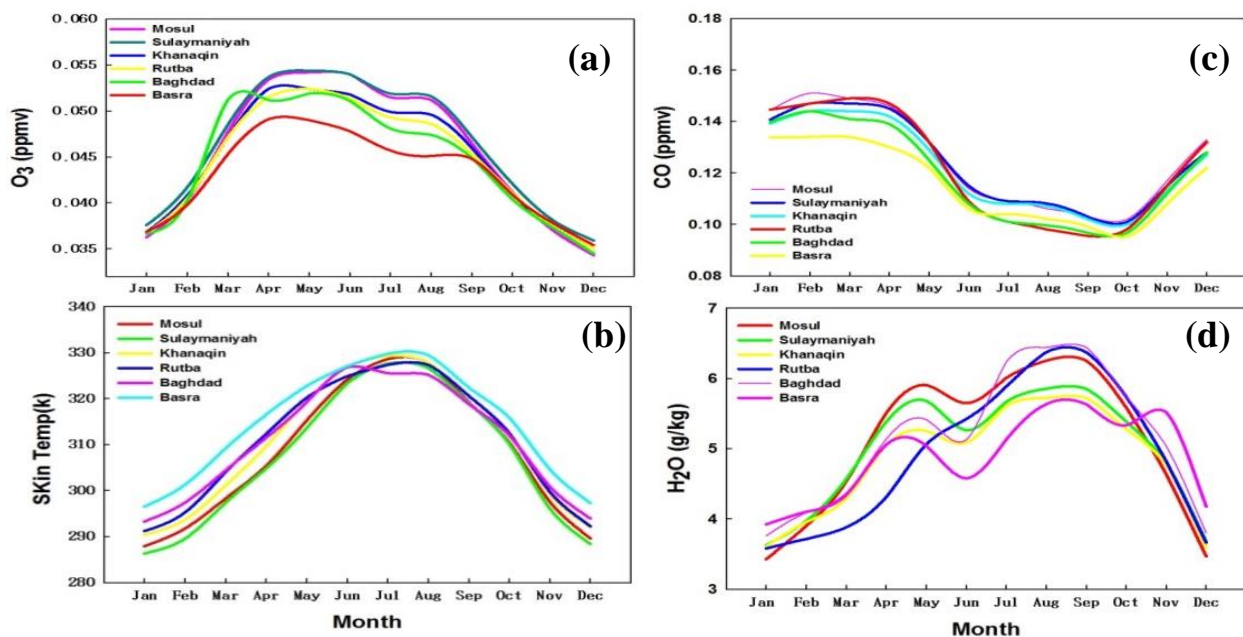 (a)
O3 (ppmv)
0.060
0.055
0.050
0.045
0.040
0.035
Mosul
Sulaymaniyah
Khanaqin
Rutba
Baghdad
Basra
Jan Feb Mar Apr May Jun Jul Aug Sep Oct Nov Dec
(c)
CO (ppmv)
0.18
0.16
0.14
0.12
0.10
0.08
Mosul
Sulaymaniyah
Khanaqin
Rutba
Baghdad
Basra
Jan Feb Mar Apr May Jun Jul Aug Sep Oct Nov Dec
(b)
SKin Temp(k)
340
330
320
310
300
290
280
Mosul
Sulaymaniyah
Khanaqin
Rutba
Baghdad
Basra
Jan Feb Mar Apr May Jun Jul Aug Sep Oct Nov Dec
Month
(d)
H2O (g/kg)
7
6
5
4
3
Mosul
Sulaymaniyah
Khanaqin
Rutba
Baghdad
Basra
Jan Feb Mar Apr May Jun Jul Aug Sep Oct Nov Dec
Month